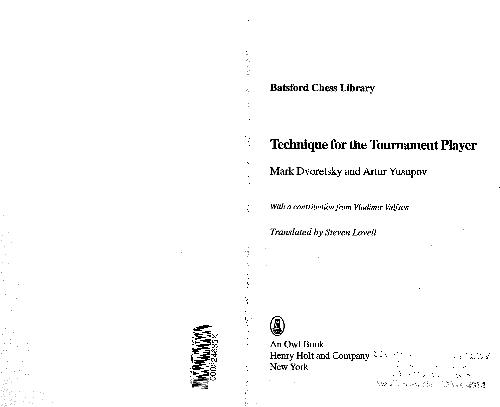 Batsford Chess Library
Technique for the Tournament Player
Mark Dvoretsky and Artur Yusupov
With a contribution from Vladimir Vulfson
Translated by Steven Lovell
An Owl Book
Henry Holt and Company
New York